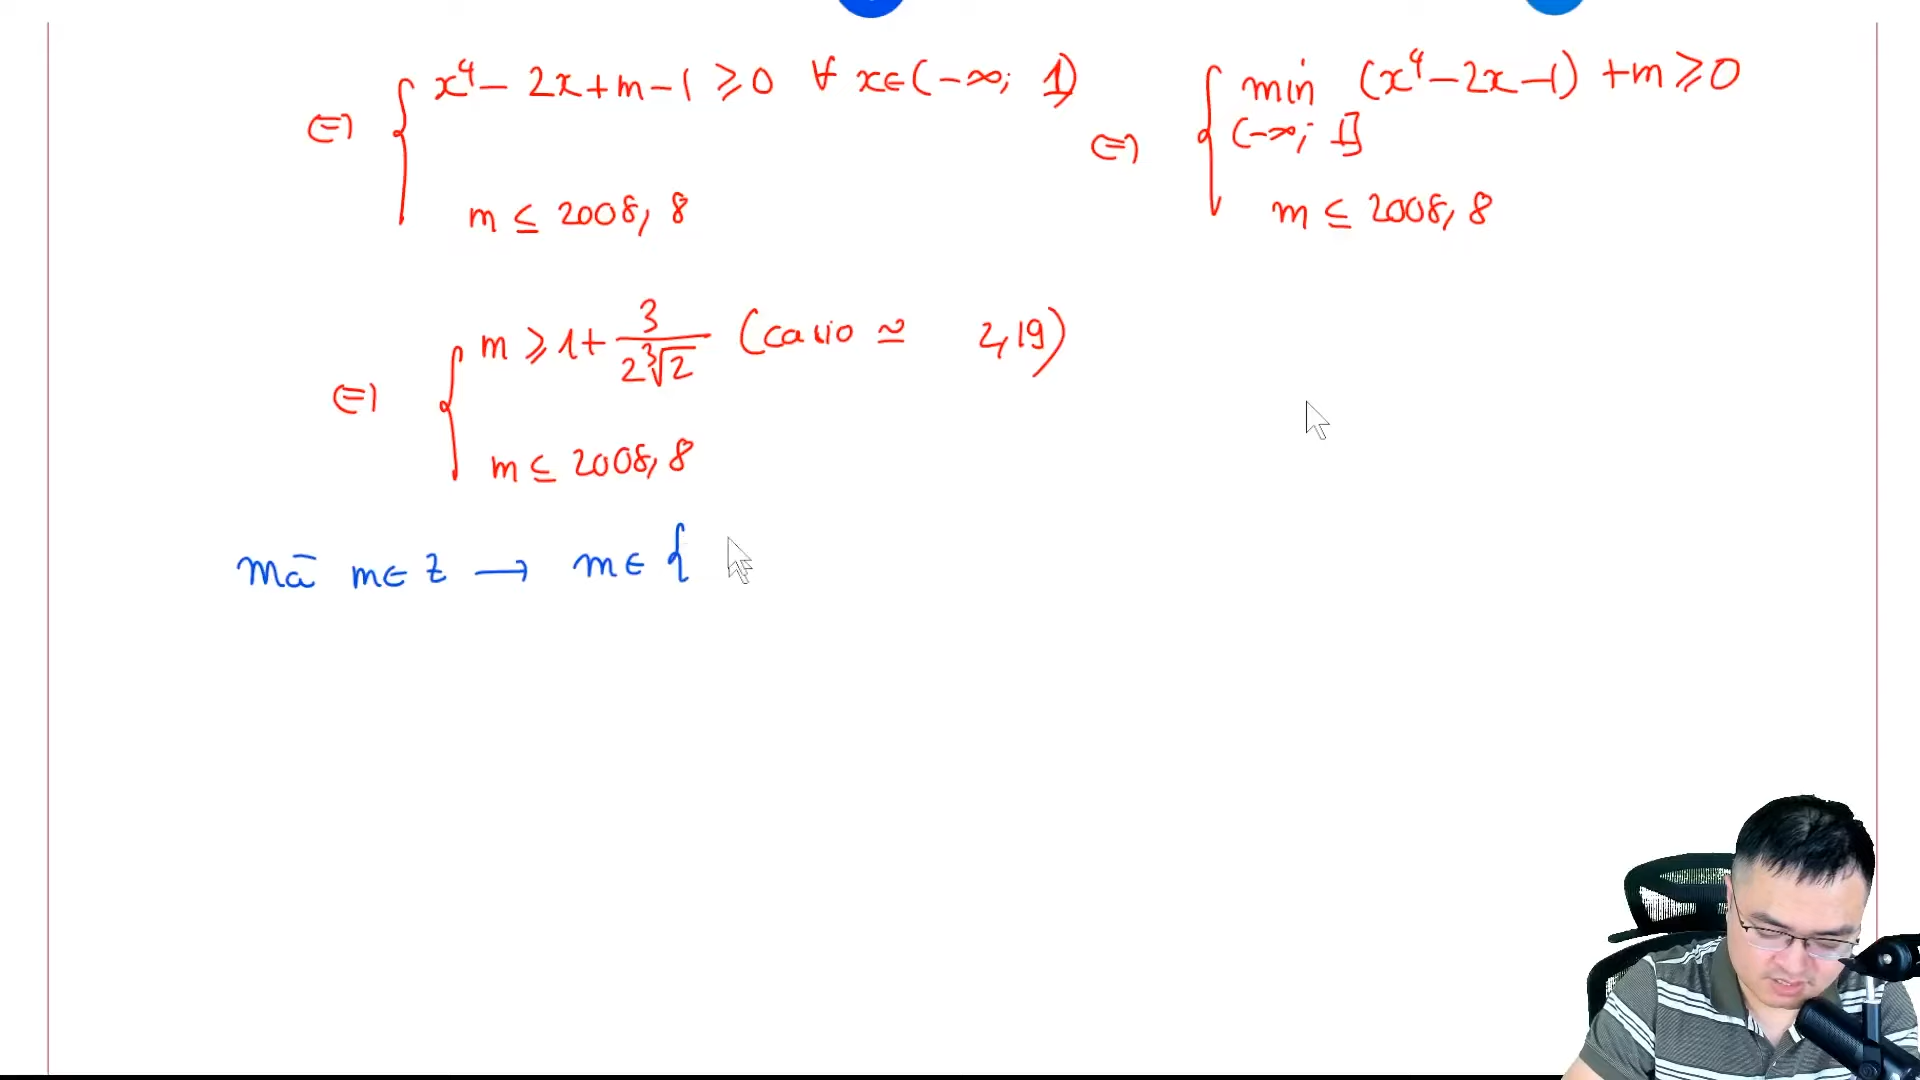 ⇔ { x⁴ − 2x + m − 1 ≥ 0 ∀ x ∈ (−∞; 1)
m ≤ 2008,8
⇔ { min (x⁴ − 2x − 1) + m ≥ 0
(−∞; 1]
m ≤ 2008,8
⇔ { m ≥ 1 + 3/(2∛2) (casio ≃ 2,19)
m ≤ 2008,8
Mā m ∈ Z → m ∈ {